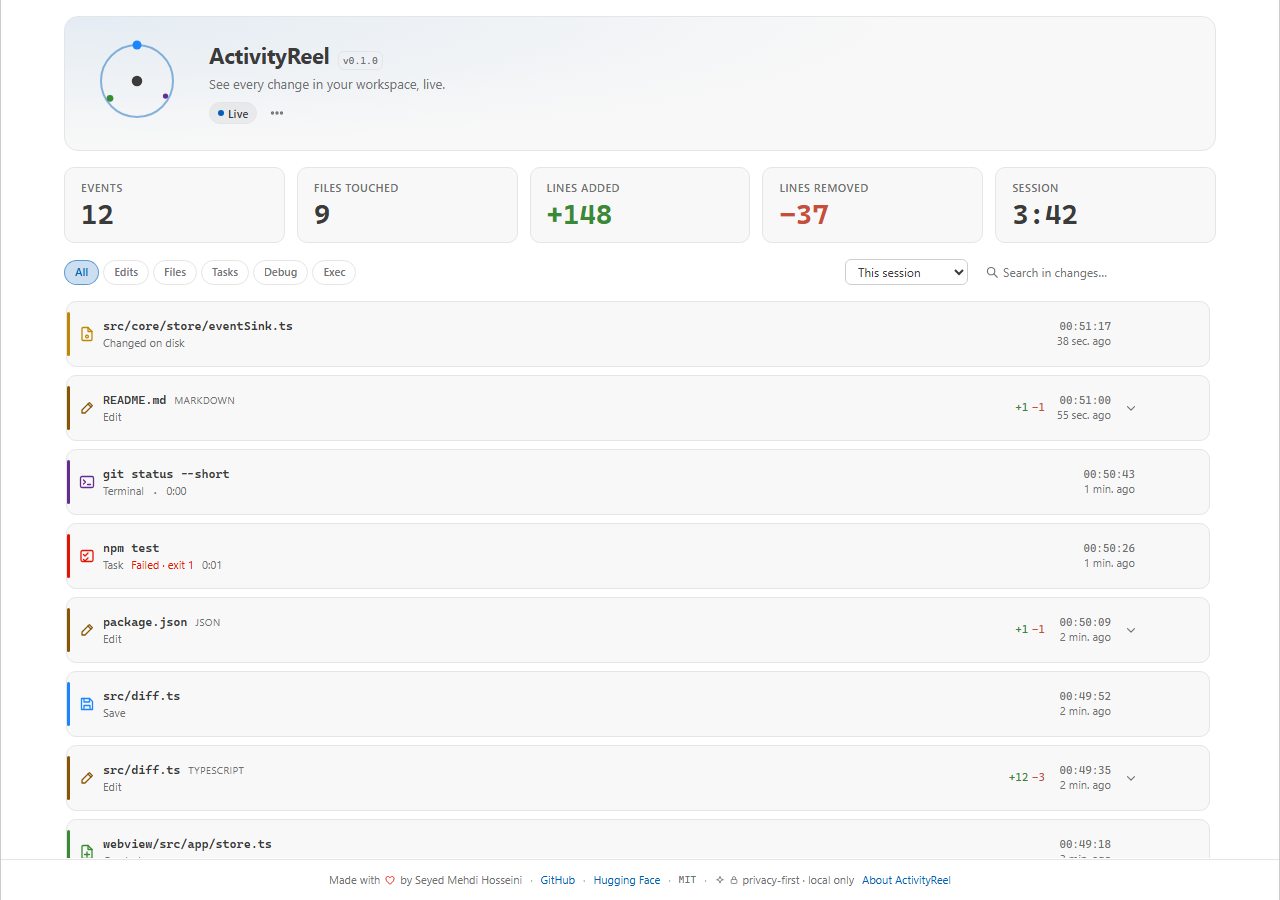 ActivityReel v0.1.0
See every change in your workspace, live.
Live •••
EVENTS
12
FILES TOUCHED
9
LINES ADDED
+148
LINES REMOVED
−37
SESSION
3:42
All Edits Files Tasks Debug Exec This session Search in changes...
src/core/store/eventSink.ts 00:51:17
Changed on disk 38 sec. ago
README.md MARKDOWN +1 −1 00:51:00
Edit 55 sec. ago
git status --short 00:50:43
Terminal · 0:00 1 min. ago
npm test 00:50:26
Task Failed · exit 1 0:01 1 min. ago
package.json JSON +1 −1 00:50:09
Edit 2 min. ago
src/diff.ts 00:49:52
Save 2 min. ago
src/diff.ts TYPESCRIPT +12 −3 00:49:35
Edit 2 min. ago
webview/src/app/store.ts 00:49:18
Made with ♡ by Seyed Mehdi Hosseini · GitHub · Hugging Face · MIT · privacy-first · local only About ActivityReel